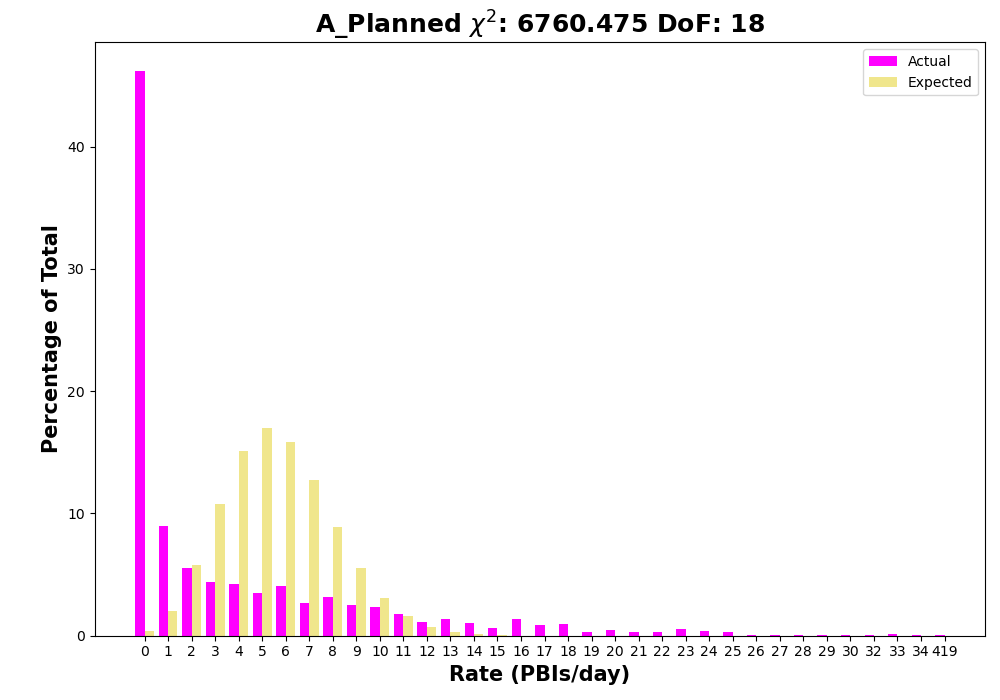 A_Planned χ²: 6760.475 DoF: 18
Actual
Expected
Percentage of Total
40
30
20
10
0
0 1 2 3 4 5 6 7 8 9 10 11 12 13 14 15 16 17 18 19 20 21 22 23 24 25 26 27 28 29 30 32 33 34 419
Rate (PBIs/day)